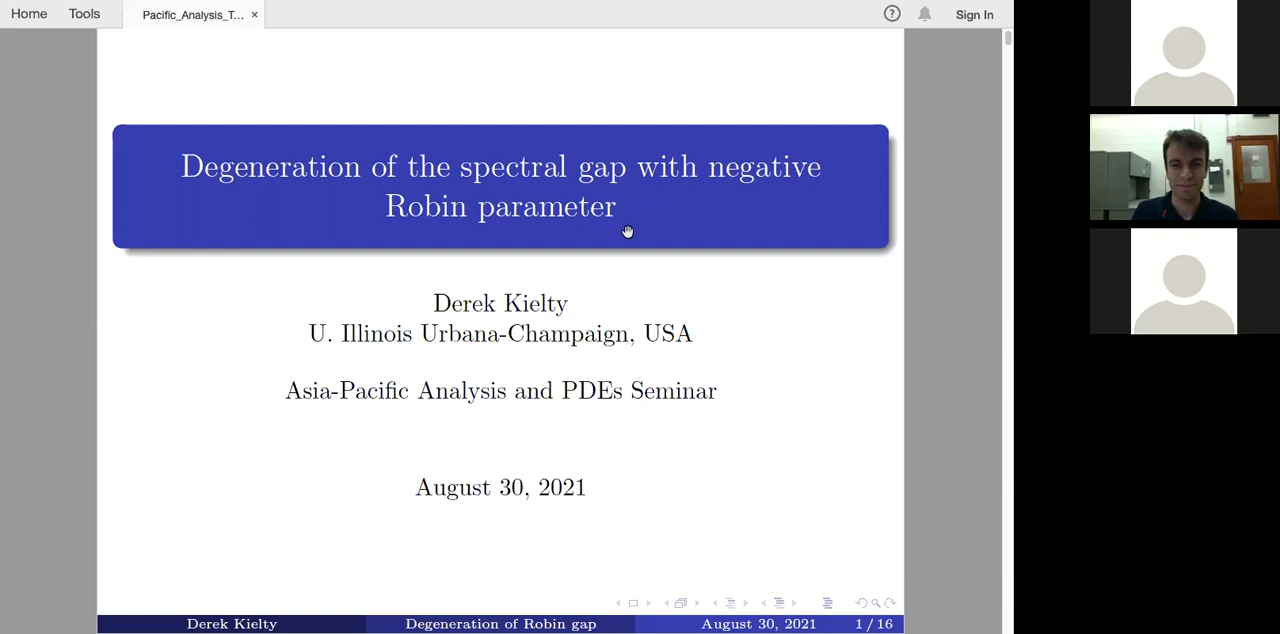 Home Tools Pacific_Analysis_T... × ? Sign In
Degeneration of the spectral gap with negative
Robin parameter
Derek Kielty
U. Illinois Urbana-Champaign, USA
Asia-Pacific Analysis and PDEs Seminar
August 30, 2021
Derek Kielty Degeneration of Robin gap August 30, 2021 1 / 16